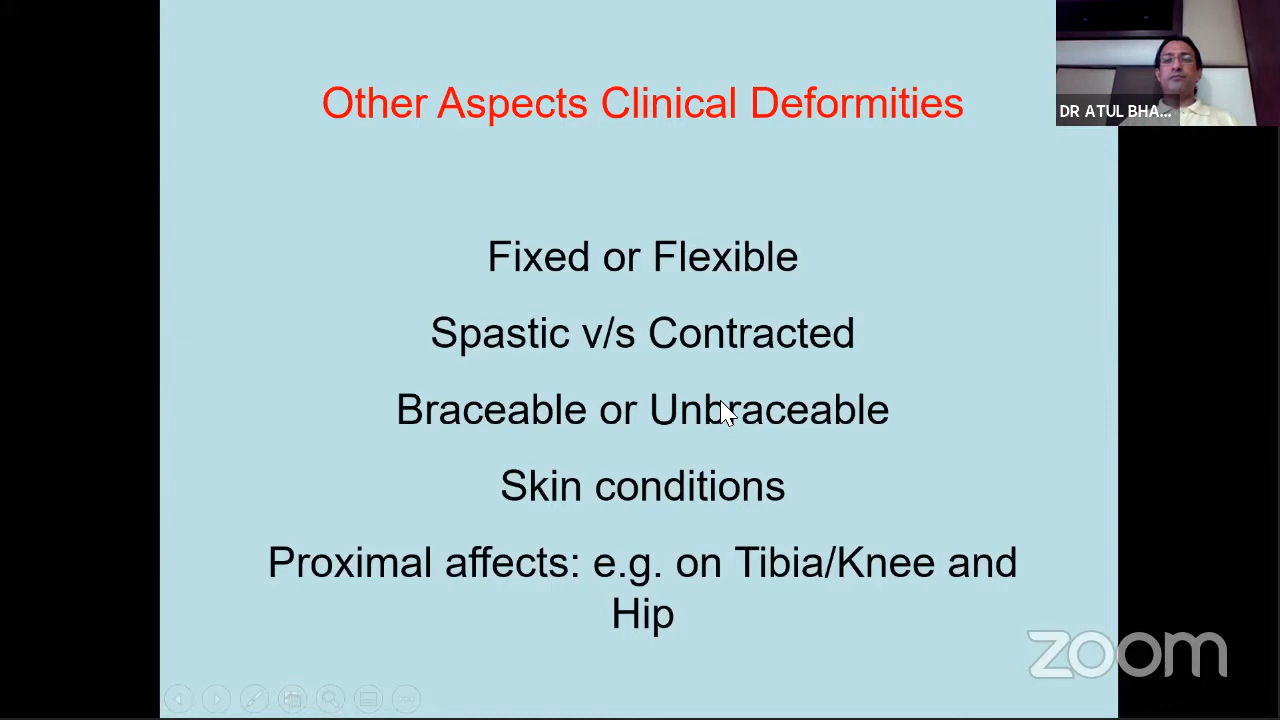 Other Aspects Clinical Deformities
DR ATUL BHA...
Fixed or Flexible
Spastic v/s Contracted
Braceable or Unbraceable
Skin conditions
Proximal affects: e.g. on Tibia/Knee and
Hip
zoom